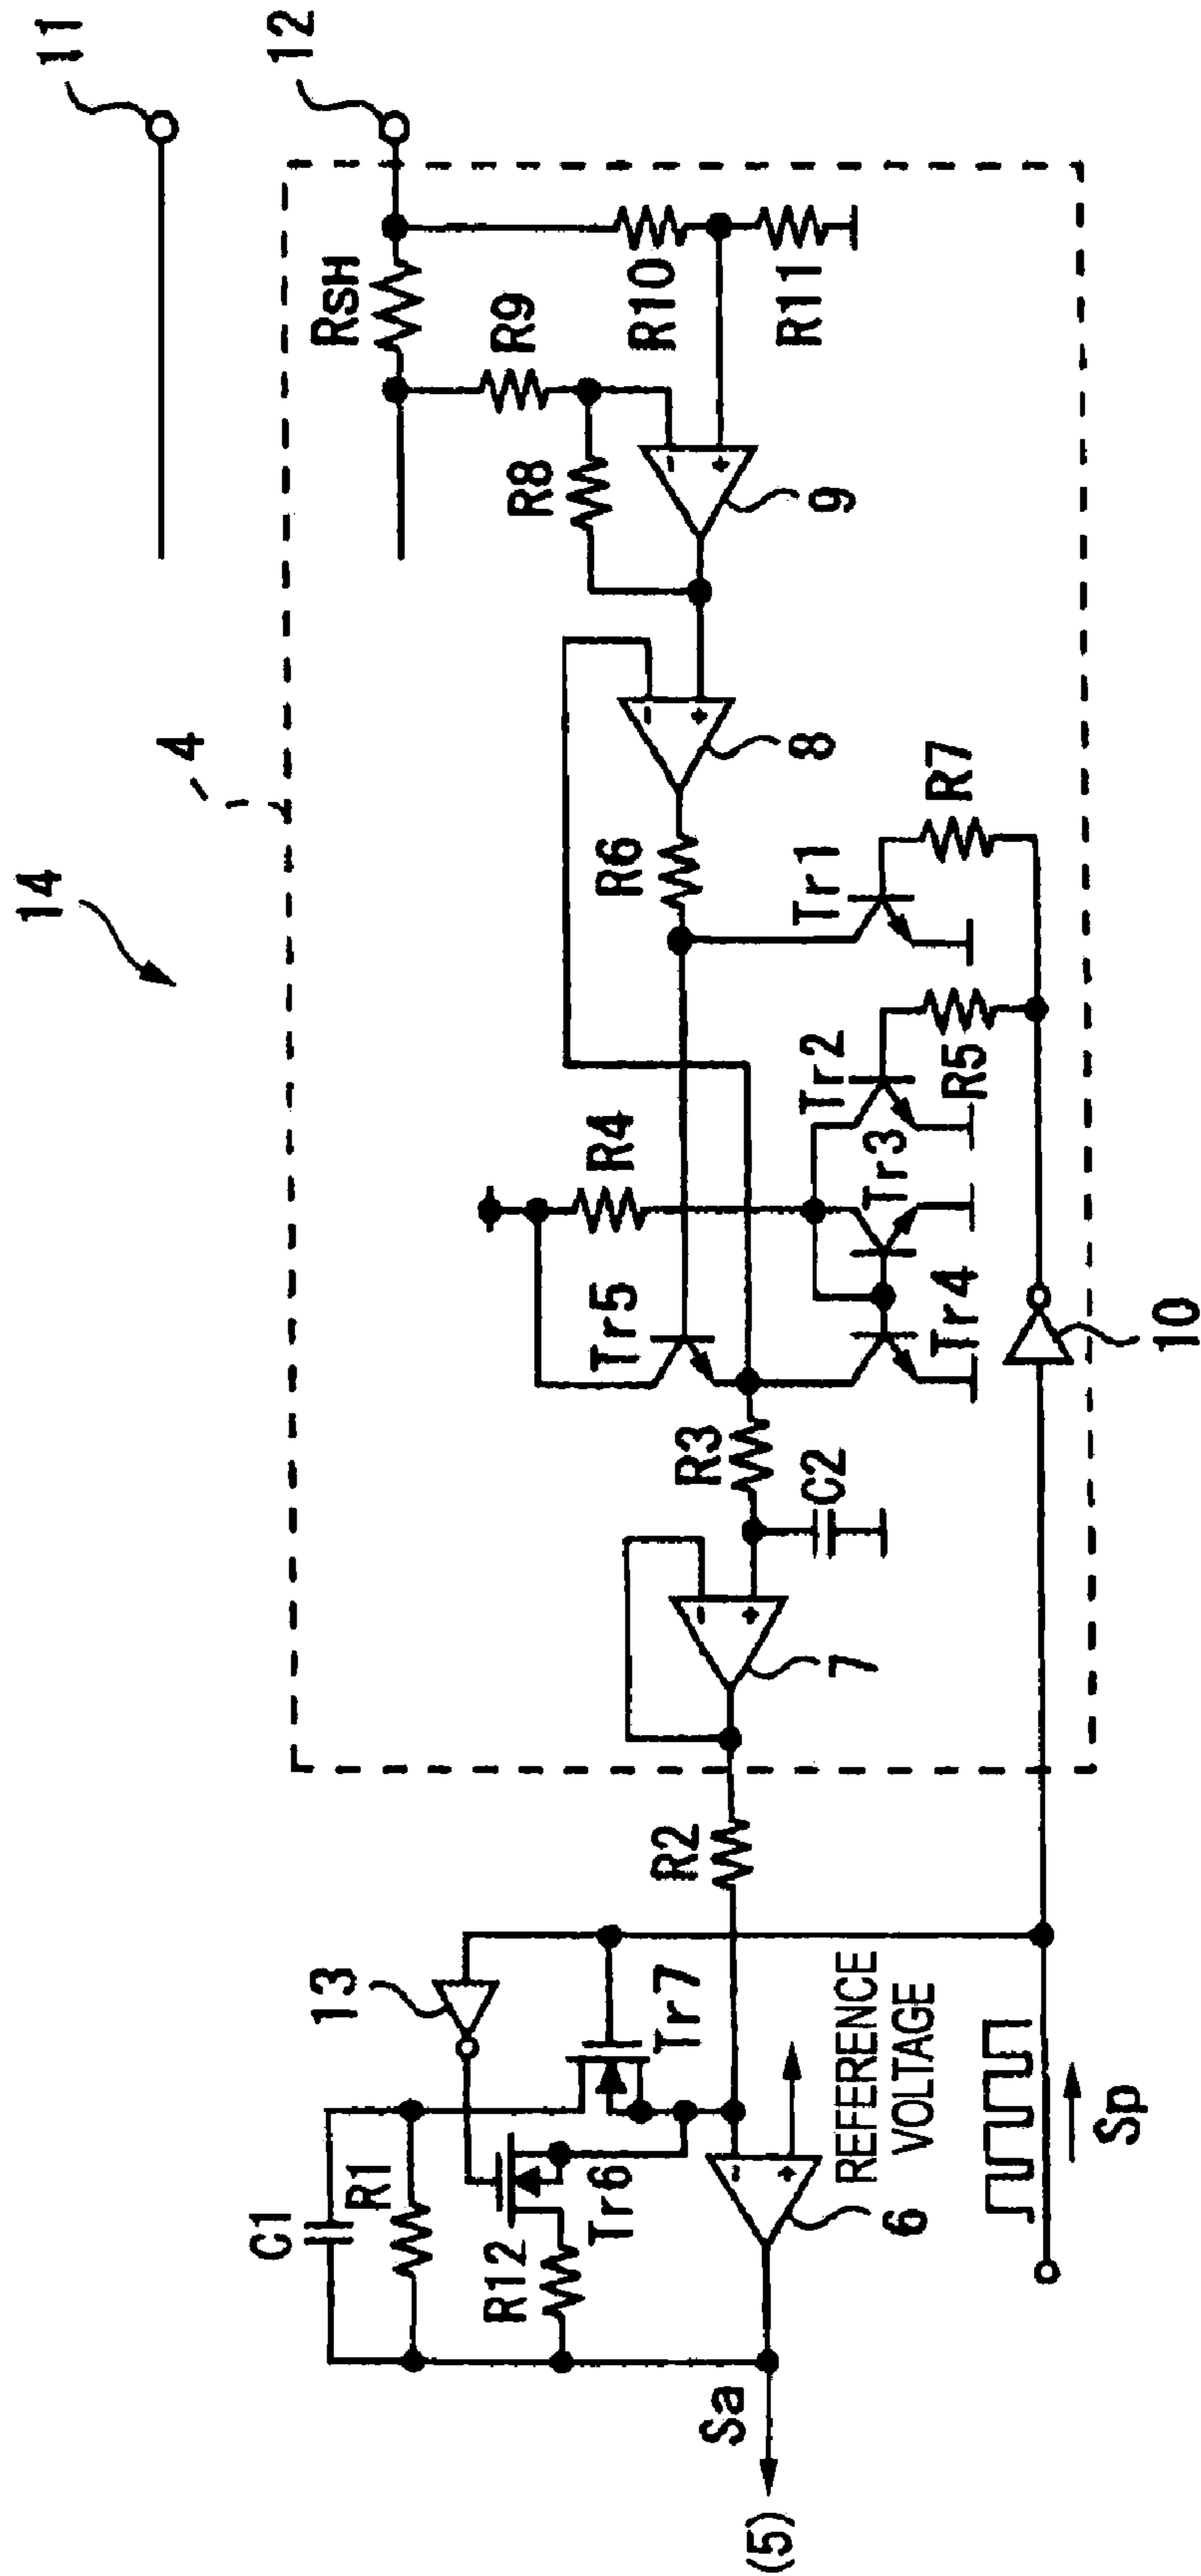 14
11
4
12
RSH
R9
R10
R11
R8
9
8
R6
R7
Tr1
Tr2
R5
R4
Tr3
Tr5
Tr4
10
R3
C2
7
R2
13
Tr7
C1
R1
Tr6
R12
REFERENCE
VOLTAGE
6
Sp
Sa
(5)
-
+
-
+
-
+
-
+